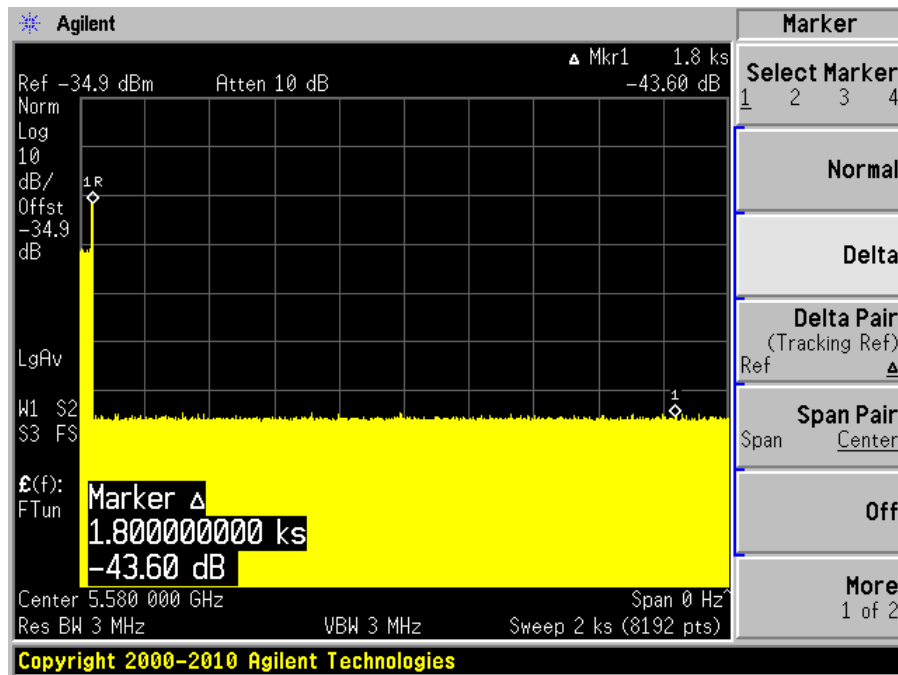 Agilent
Marker
Δ Mkr1 1.8 ks
Ref -34.9 dBm Atten 10 dB -43.60 dB
Norm
Log
10
dB/
Offst
-34.9
dB
1R
LgAv
1
W1 S2
S3 FS
£(f):
FTun
Marker Δ
1.800000000 ks
-43.60 dB
Center 5.580 000 GHz Span 0 Hz^
Res BW 3 MHz VBW 3 MHz Sweep 2 ks (8192 pts)
Copyright 2000-2010 Agilent Technologies
Select Marker
1 2 3 4
Normal
Delta
Delta Pair
(Tracking Ref)
Ref Δ
Span Pair
Span Center
Off
More
1 of 2